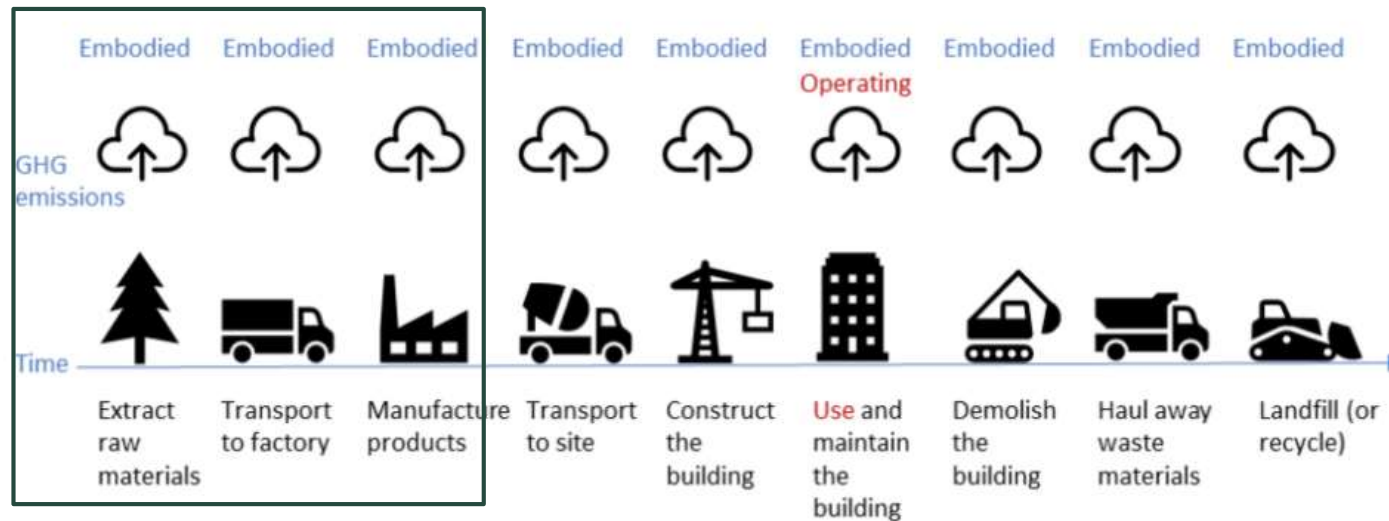 Embodied Embodied Embodied Embodied Embodied Embodied Embodied Embodied Embodied
Operating
GHG
emissions
Time
Extract
raw
materials
Transport
to factory
Manufacture
products
Transport
to site
Construct
the
building
Use and
maintain
the
building
Demolish
the
building
Haul away
waste
materials
Landfill (or
recycle)